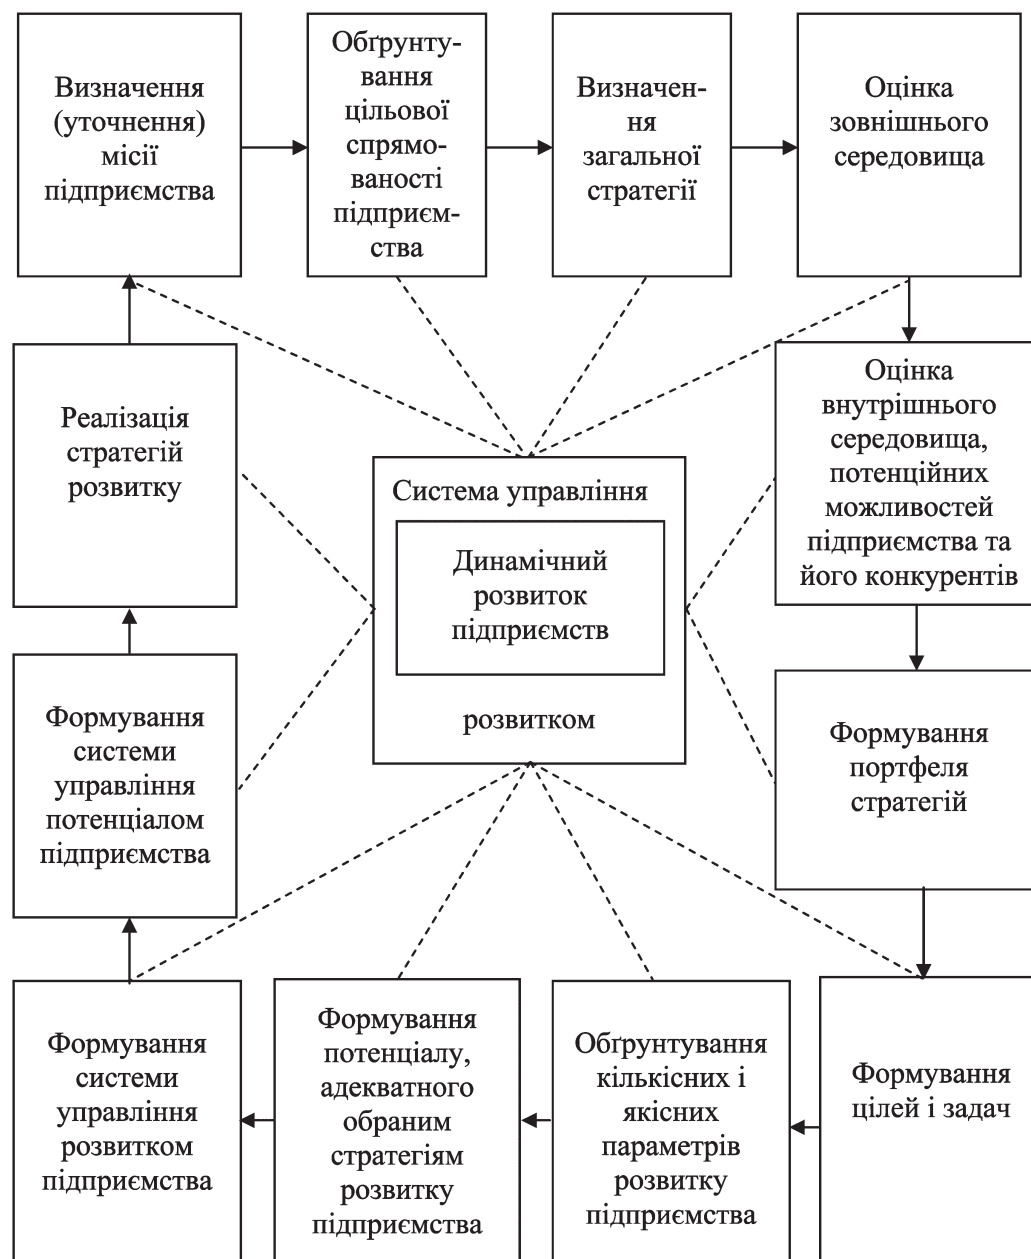 Визначення
(уточнення)
місії
підприємства
Обґрунту-
вання
цільової
спрямо-
ваності
підприєм-
ства
Визначен-
ня
загальної
стратегії
Оцінка
зовнішнього
середовища
Оцінка
внутрішнього
середовища,
потенційних
можливостей
підприємства та
його конкурентів
Формування
портфеля
стратегій
Формування
цілей і задач
Обґрунтування
кількісних і
якісних
параметрів
розвитку
підприємства
Формування
потенціалу,
адекватного
обраним
стратегіям
розвитку
підприємства
Формування
системи
управління
розвитком
підприємства
Формування
системи
управління
потенціалом
підприємства
Реалізація
стратегій
розвитку
Система управління
Динамічний
розвиток
підприємств
розвитком